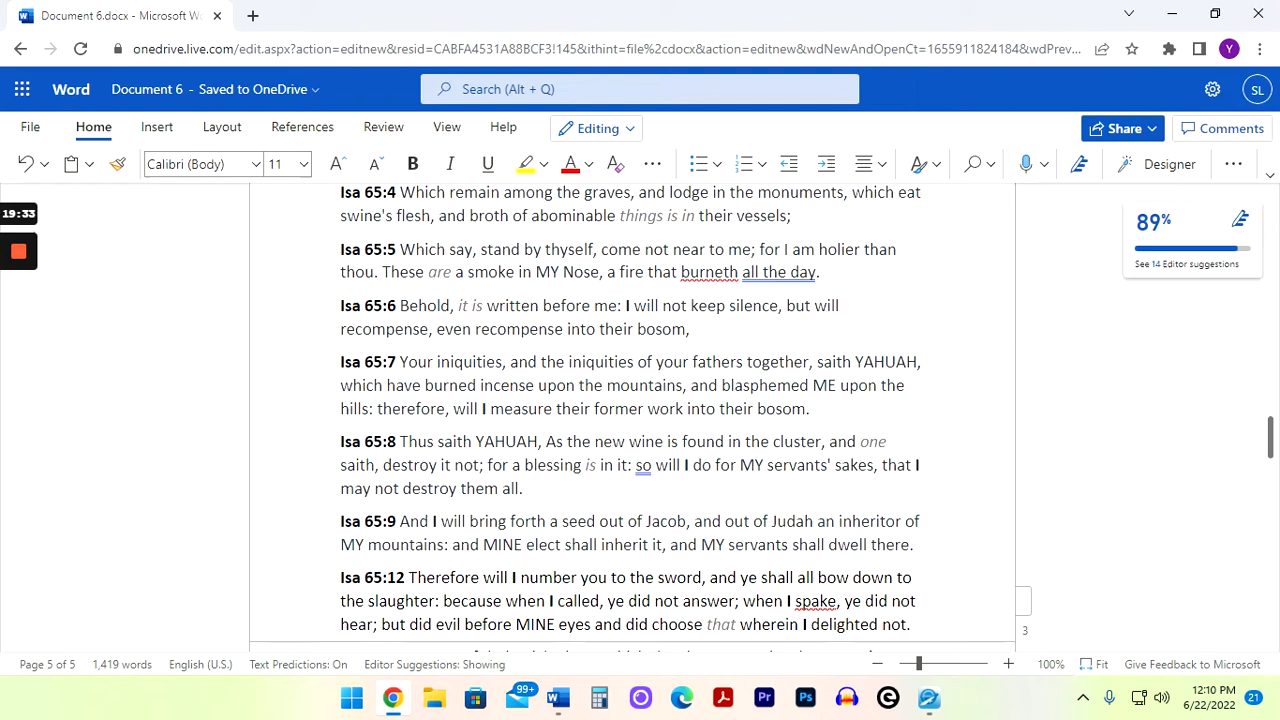 Document 6.docx - Microsoft Wo
onedrive.live.com/edit.aspx?action=editnew&resid=CABFA4531A88BCF3!145&ithint=file%2cdocx&action=editnew&wdNewAndOpenCt=1655911824184&wdPrev...
Y
Word Document 6 - Saved to OneDrive Search (Alt + Q) SL
File Home Insert Layout References Review View Help Editing Share Comments
Calibri (Body) 11 A A B I U A A Designer
19:33
89%
See 14 Editor suggestions
Isa 65:4 Which remain among the graves, and lodge in the monuments, which eat
swine's flesh, and broth of abominable things is in their vessels;
Isa 65:5 Which say, stand by thyself, come not near to me; for I am holier than
thou. These are a smoke in MY Nose, a fire that burneth all the day.
Isa 65:6 Behold, it is written before me: I will not keep silence, but will
recompense, even recompense into their bosom,
Isa 65:7 Your iniquities, and the iniquities of your fathers together, saith YAHUAH,
which have burned incense upon the mountains, and blasphemed ME upon the
hills: therefore, will I measure their former work into their bosom.
Isa 65:8 Thus saith YAHUAH, As the new wine is found in the cluster, and one
saith, destroy it not; for a blessing is in it: so will I do for MY servants' sakes, that I
may not destroy them all.
Isa 65:9 And I will bring forth a seed out of Jacob, and out of Judah an inheritor of
MY mountains: and MINE elect shall inherit it, and MY servants shall dwell there.
Isa 65:12 Therefore will I number you to the sword, and ye shall all bow down to
the slaughter: because when I called, ye did not answer; when I spake, ye did not
hear; but did evil before MINE eyes and did choose that wherein I delighted not.
3
Page 5 of 5 1,419 words English (U.S.) Text Predictions: On Editor Suggestions: Showing 100% Fit Give Feedback to Microsoft
99+ Pr Ps 12:10 PM
6/22/2022 21